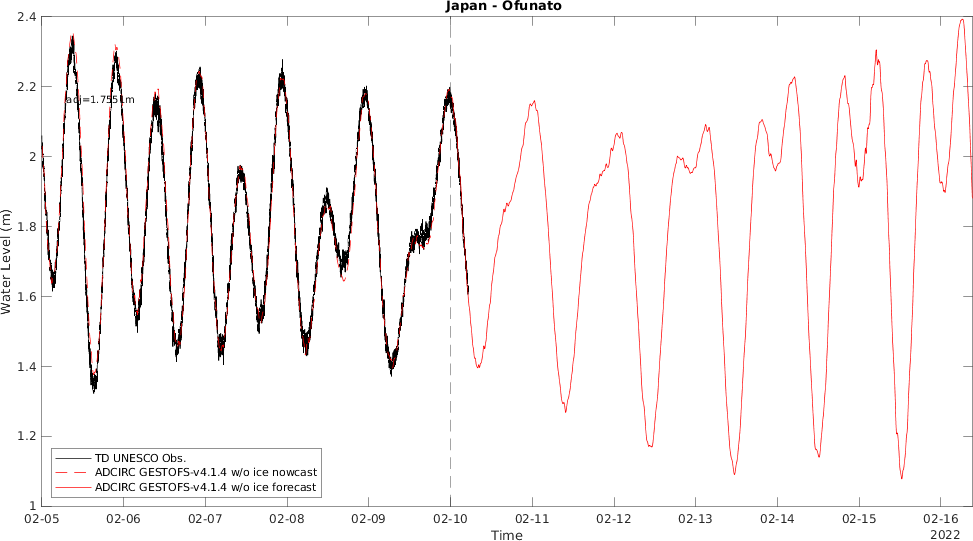 Japan - Ofunato
2.4
2.2
2
1.8
1.6
1.4
1.2
1
Water Level (m)
adj=1.7551m
TD UNESCO Obs.
ADCIRC GESTOFS-v4.1.4 w/o ice nowcast
ADCIRC GESTOFS-v4.1.4 w/o ice forecast
02-05 02-06 02-07 02-08 02-09 02-10 02-11 02-12 02-13 02-14 02-15 02-16
Time
2022